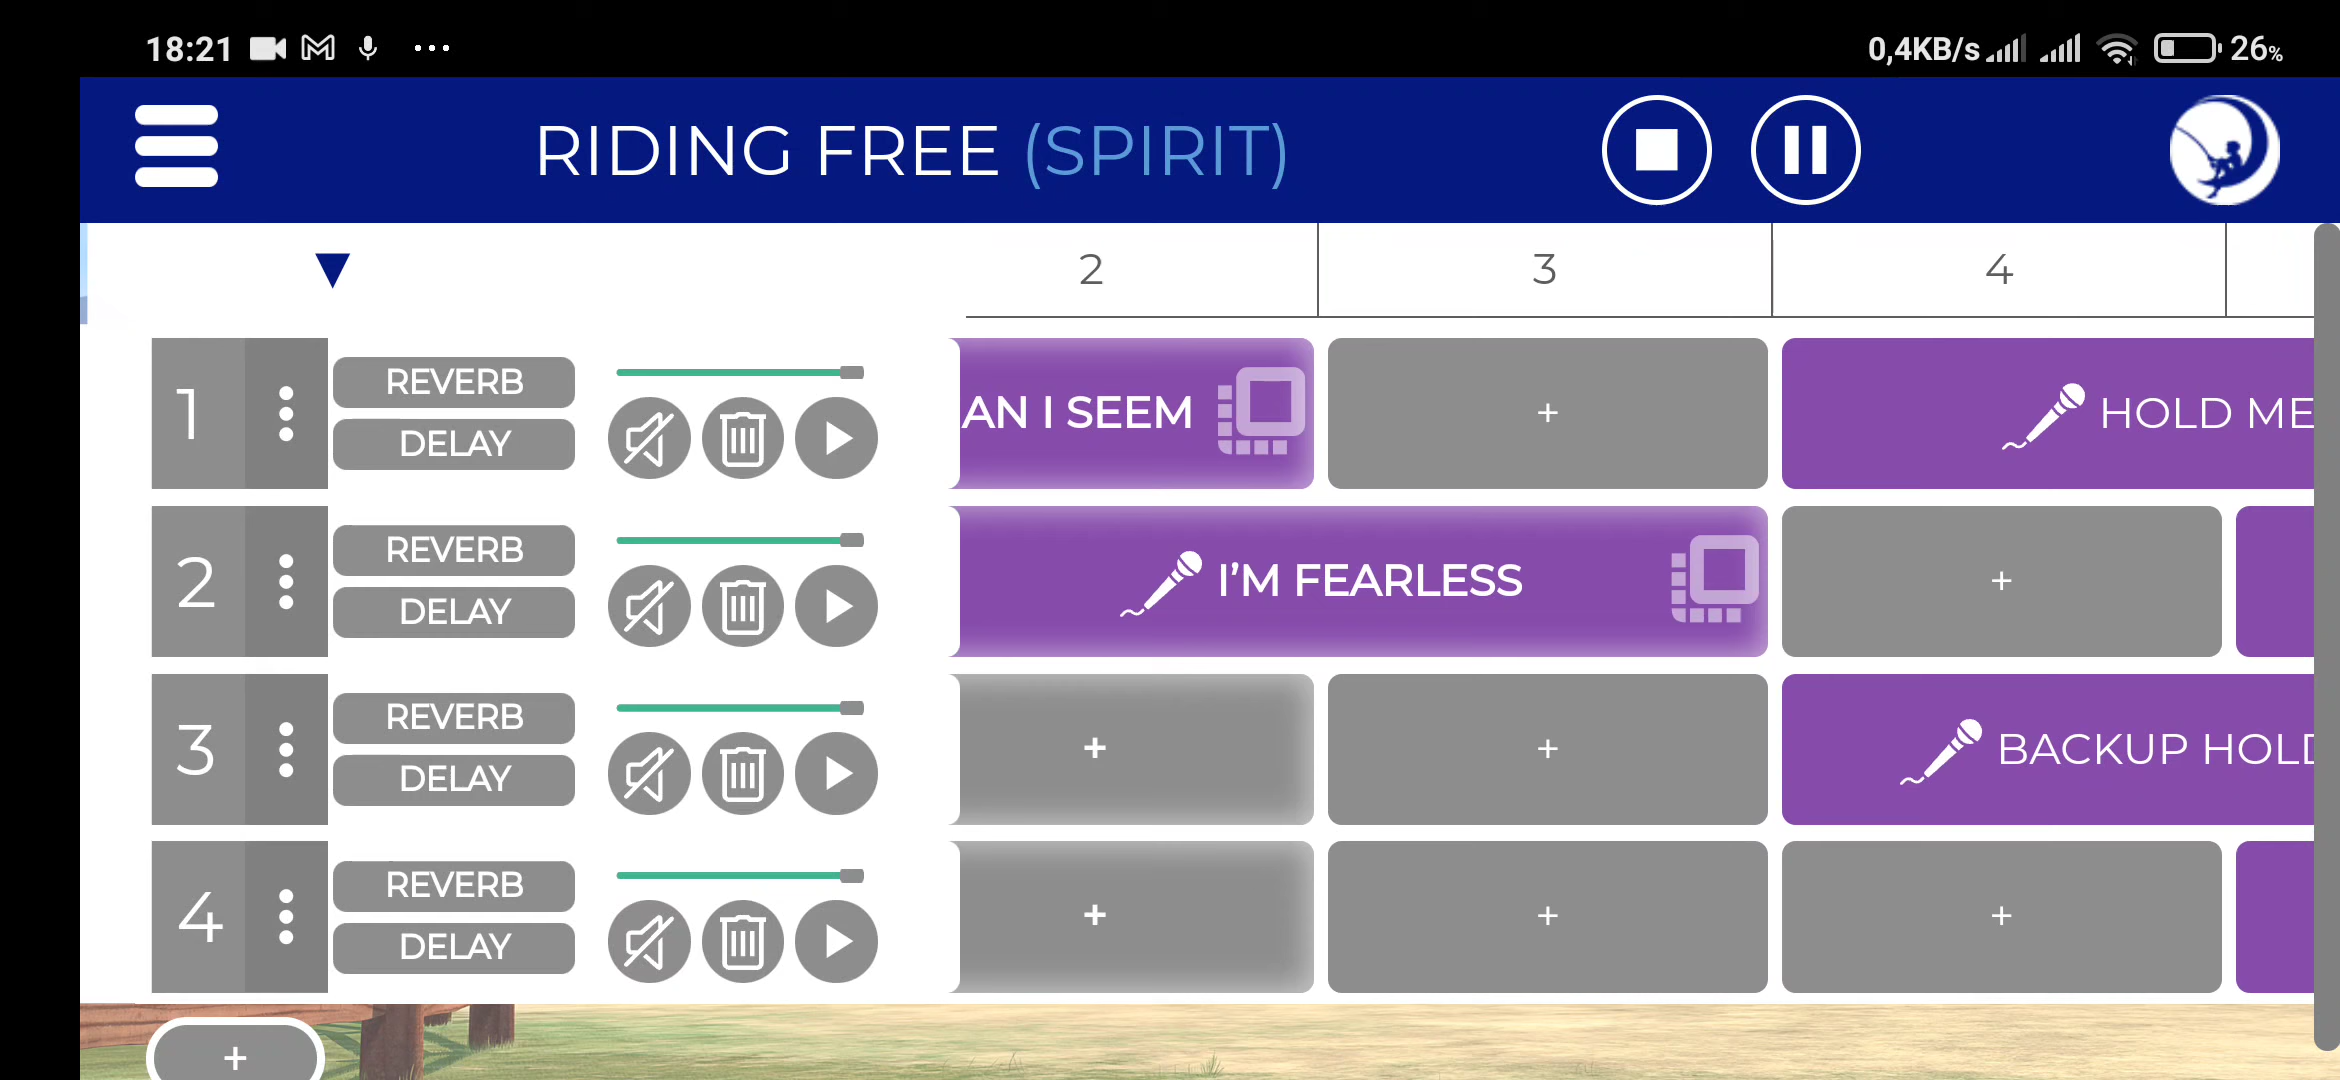 18:21 ... 0,4KB/s 26%
RIDING FREE (SPIRIT)
2 3 4
1 REVERB DELAY AN I SEEM + HOLD ME
2 REVERB DELAY I'M FEARLESS +
3 REVERB DELAY + + BACKUP HOLD
4 REVERB DELAY + + +
+